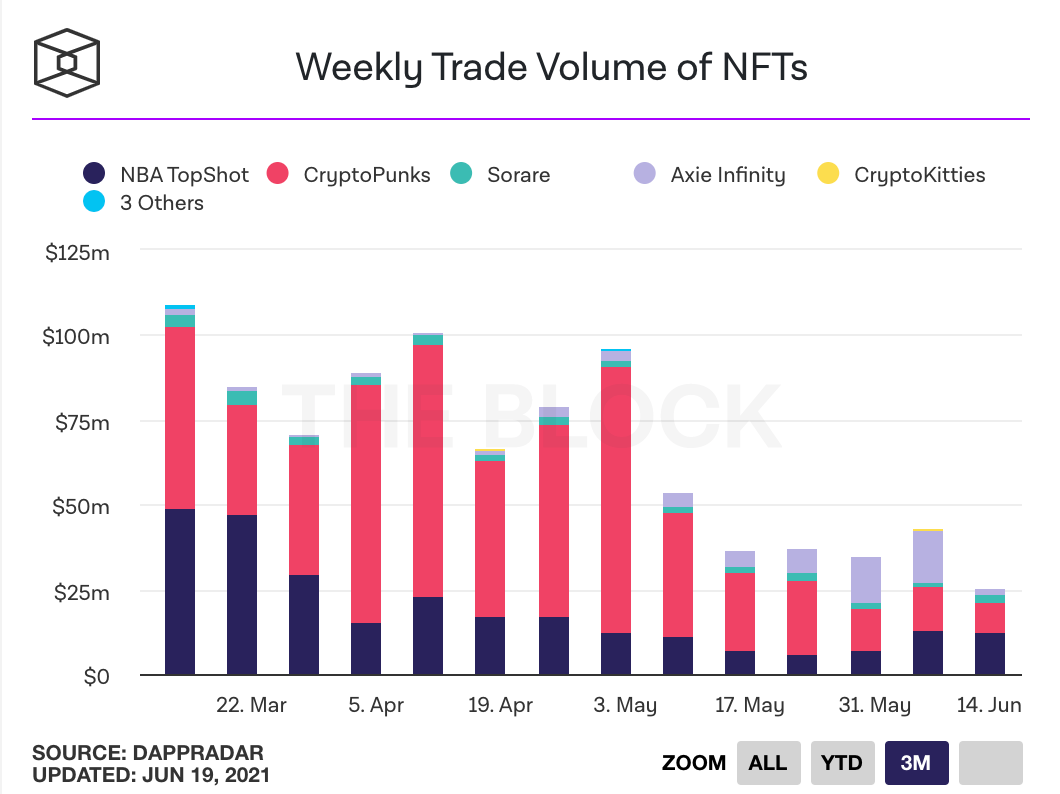 Weekly Trade Volume of NFTs
NBA TopShot CryptoPunks Sorare Axie Infinity CryptoKitties
3 Others
$125m
$100m
$75m
$50m
$25m
$0
THE BLOCK
22. Mar 5. Apr 19. Apr 3. May 17. May 31. May 14. Jun
SOURCE: DAPPRADAR
UPDATED: JUN 19, 2021
ZOOM ALL YTD 3M